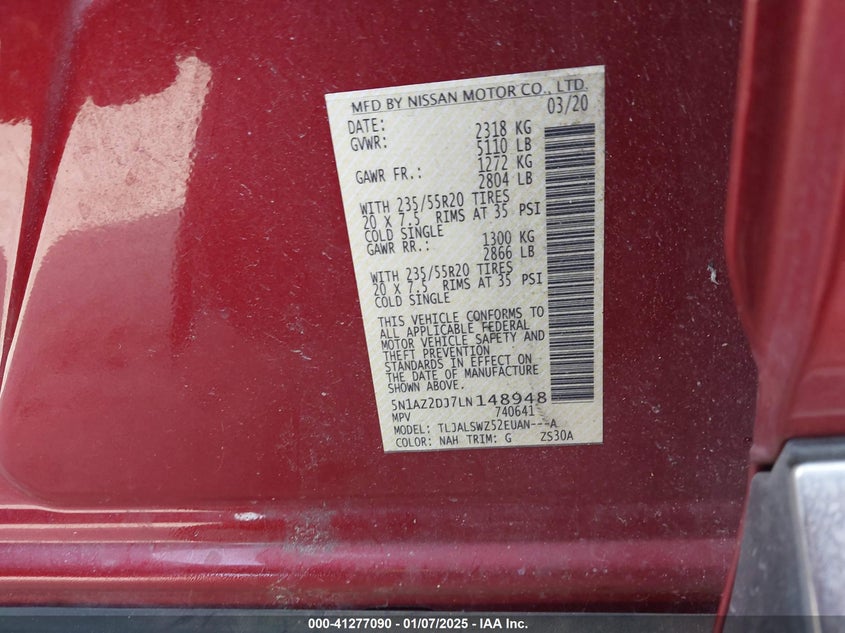 MFD BY NISSAN MOTOR CO., LTD.
DATE: 03/20
GVWR: 2318 KG
5110 LB
GAWR FR.: 1272 KG
2804 LB
WITH 235/55R20 TIRES
20 X 7.5 RIMS AT 35 PSI
COLD SINGLE
GAWR RR.: 1300 KG
2866 LB
WITH 235/55R20 TIRES
20 X 7.5 RIMS AT 35 PSI
COLD SINGLE
THIS VEHICLE CONFORMS TO
ALL APPLICABLE FEDERAL
MOTOR VEHICLE SAFETY AND
THEFT PREVENTION
STANDARDS IN EFFECT ON
THE DATE OF MANUFACTURE
SHOWN ABOVE.
5N1AZ2DJ7LN148948
MPV 740641
MODEL: TLJALSWZ52EUAN---A
COLOR: NAH TRIM: G ZS30A
000-41277090 - 01/07/2025 - IAA Inc.